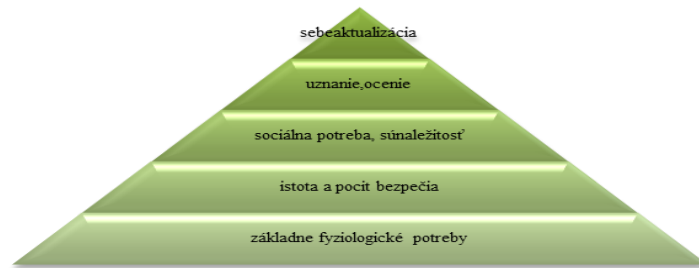 sebeaktualizácia
uznanie,ocenie
sociálna potreba, súnaležitosť
istota a pocit bezpečia
základne fyziologické  potreby